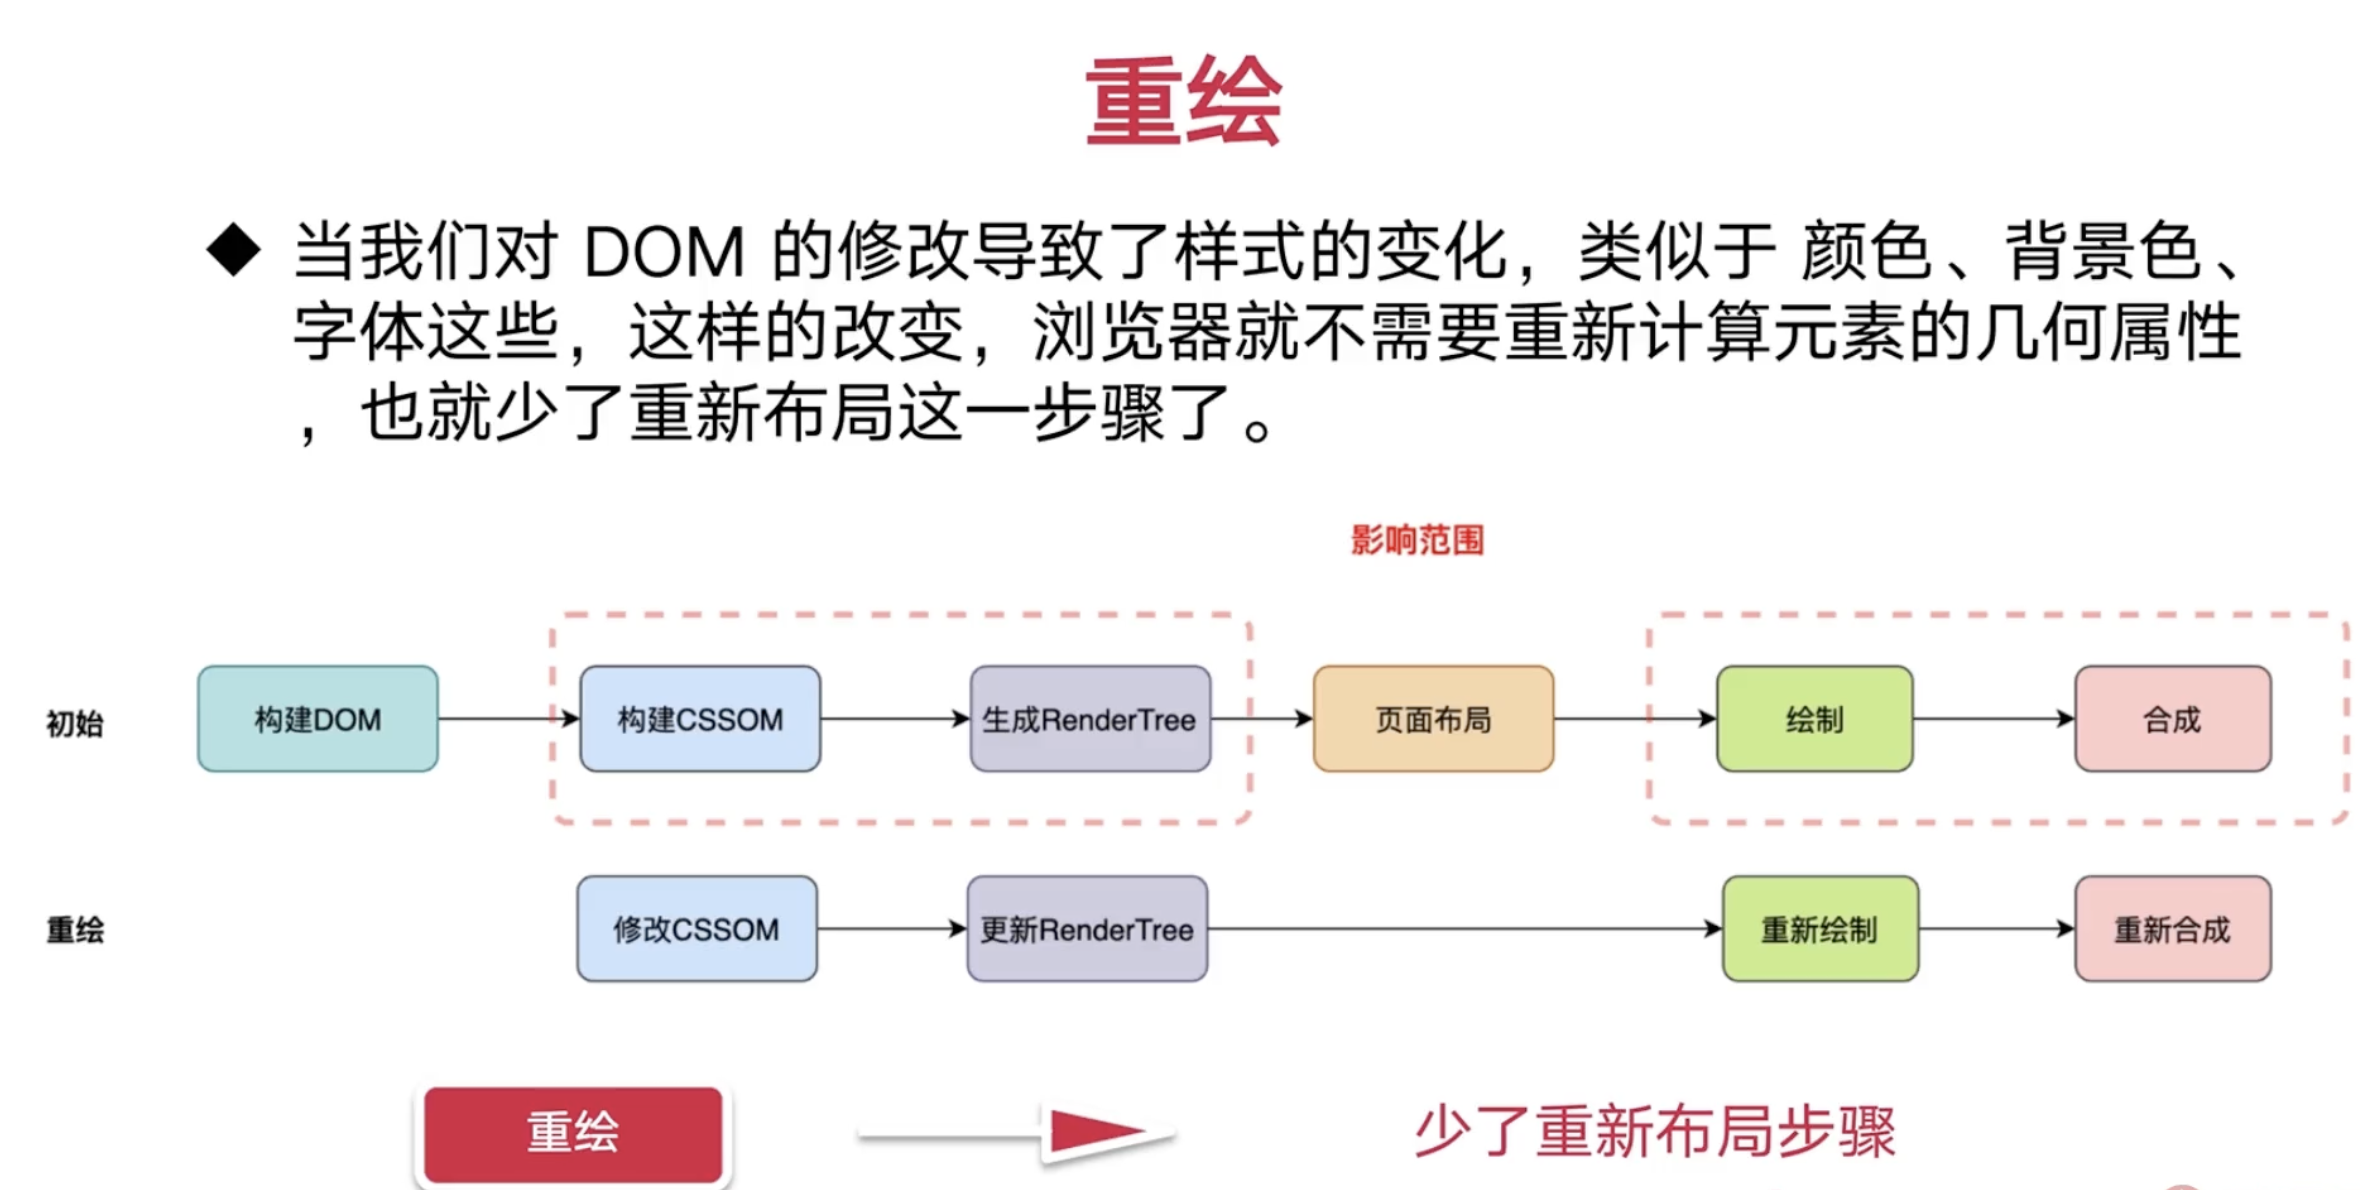 重绘
◆ 当我们对 DOM 的修改导致了样式的变化，类似于 颜色、背景色、
字体这些，这样的改变，浏览器就不需要重新计算元素的几何属性
，也就少了重新布局这一步骤了。
影响范围
初始 构建DOM 构建CSSOM 生成RenderTree 页面布局 绘制 合成
重绘 修改CSSOM 更新RenderTree 重新绘制 重新合成
重绘 少了重新布局步骤